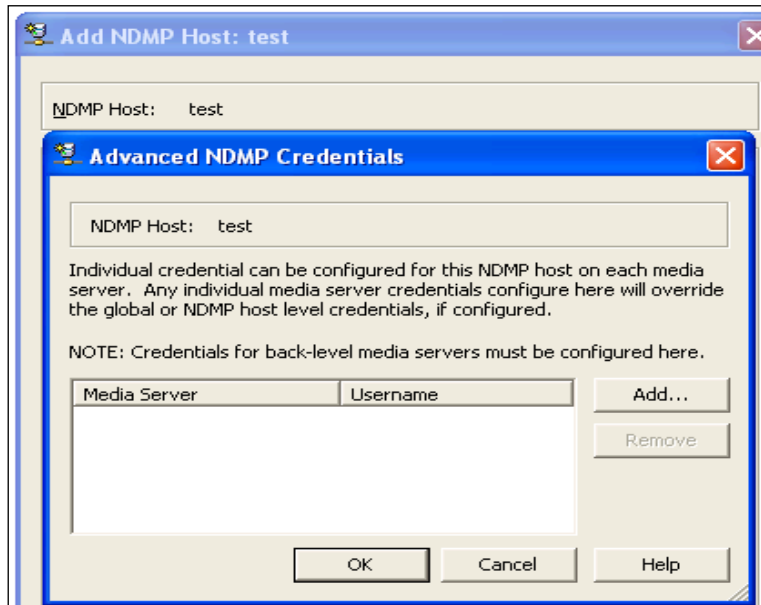 Add NDMP Host: test
NDMP Host: test
Advanced NDMP Credentials
NDMP Host: test
Individual credential can be configured for this NDMP host on each media
server. Any individual media server credentials configure here will override
the global or NDMP host level credentials, if configured.
NOTE: Credentials for back-level media servers must be configured here.
Media Server Username Add...
Remove
OK Cancel Help